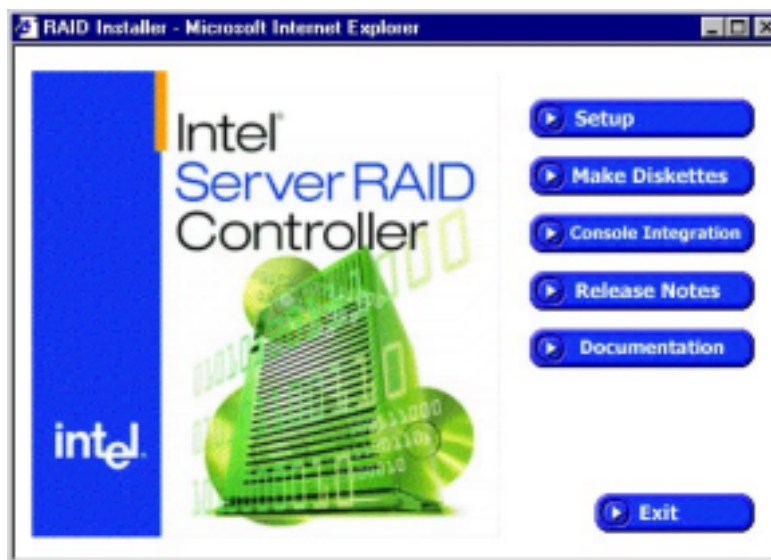 RAID Installer - Microsoft Internet Explorer
Intel®
Server RAID
Controller
intel.
Setup
Make Diskettes
Console Integration
Release Notes
Documentation
Exit